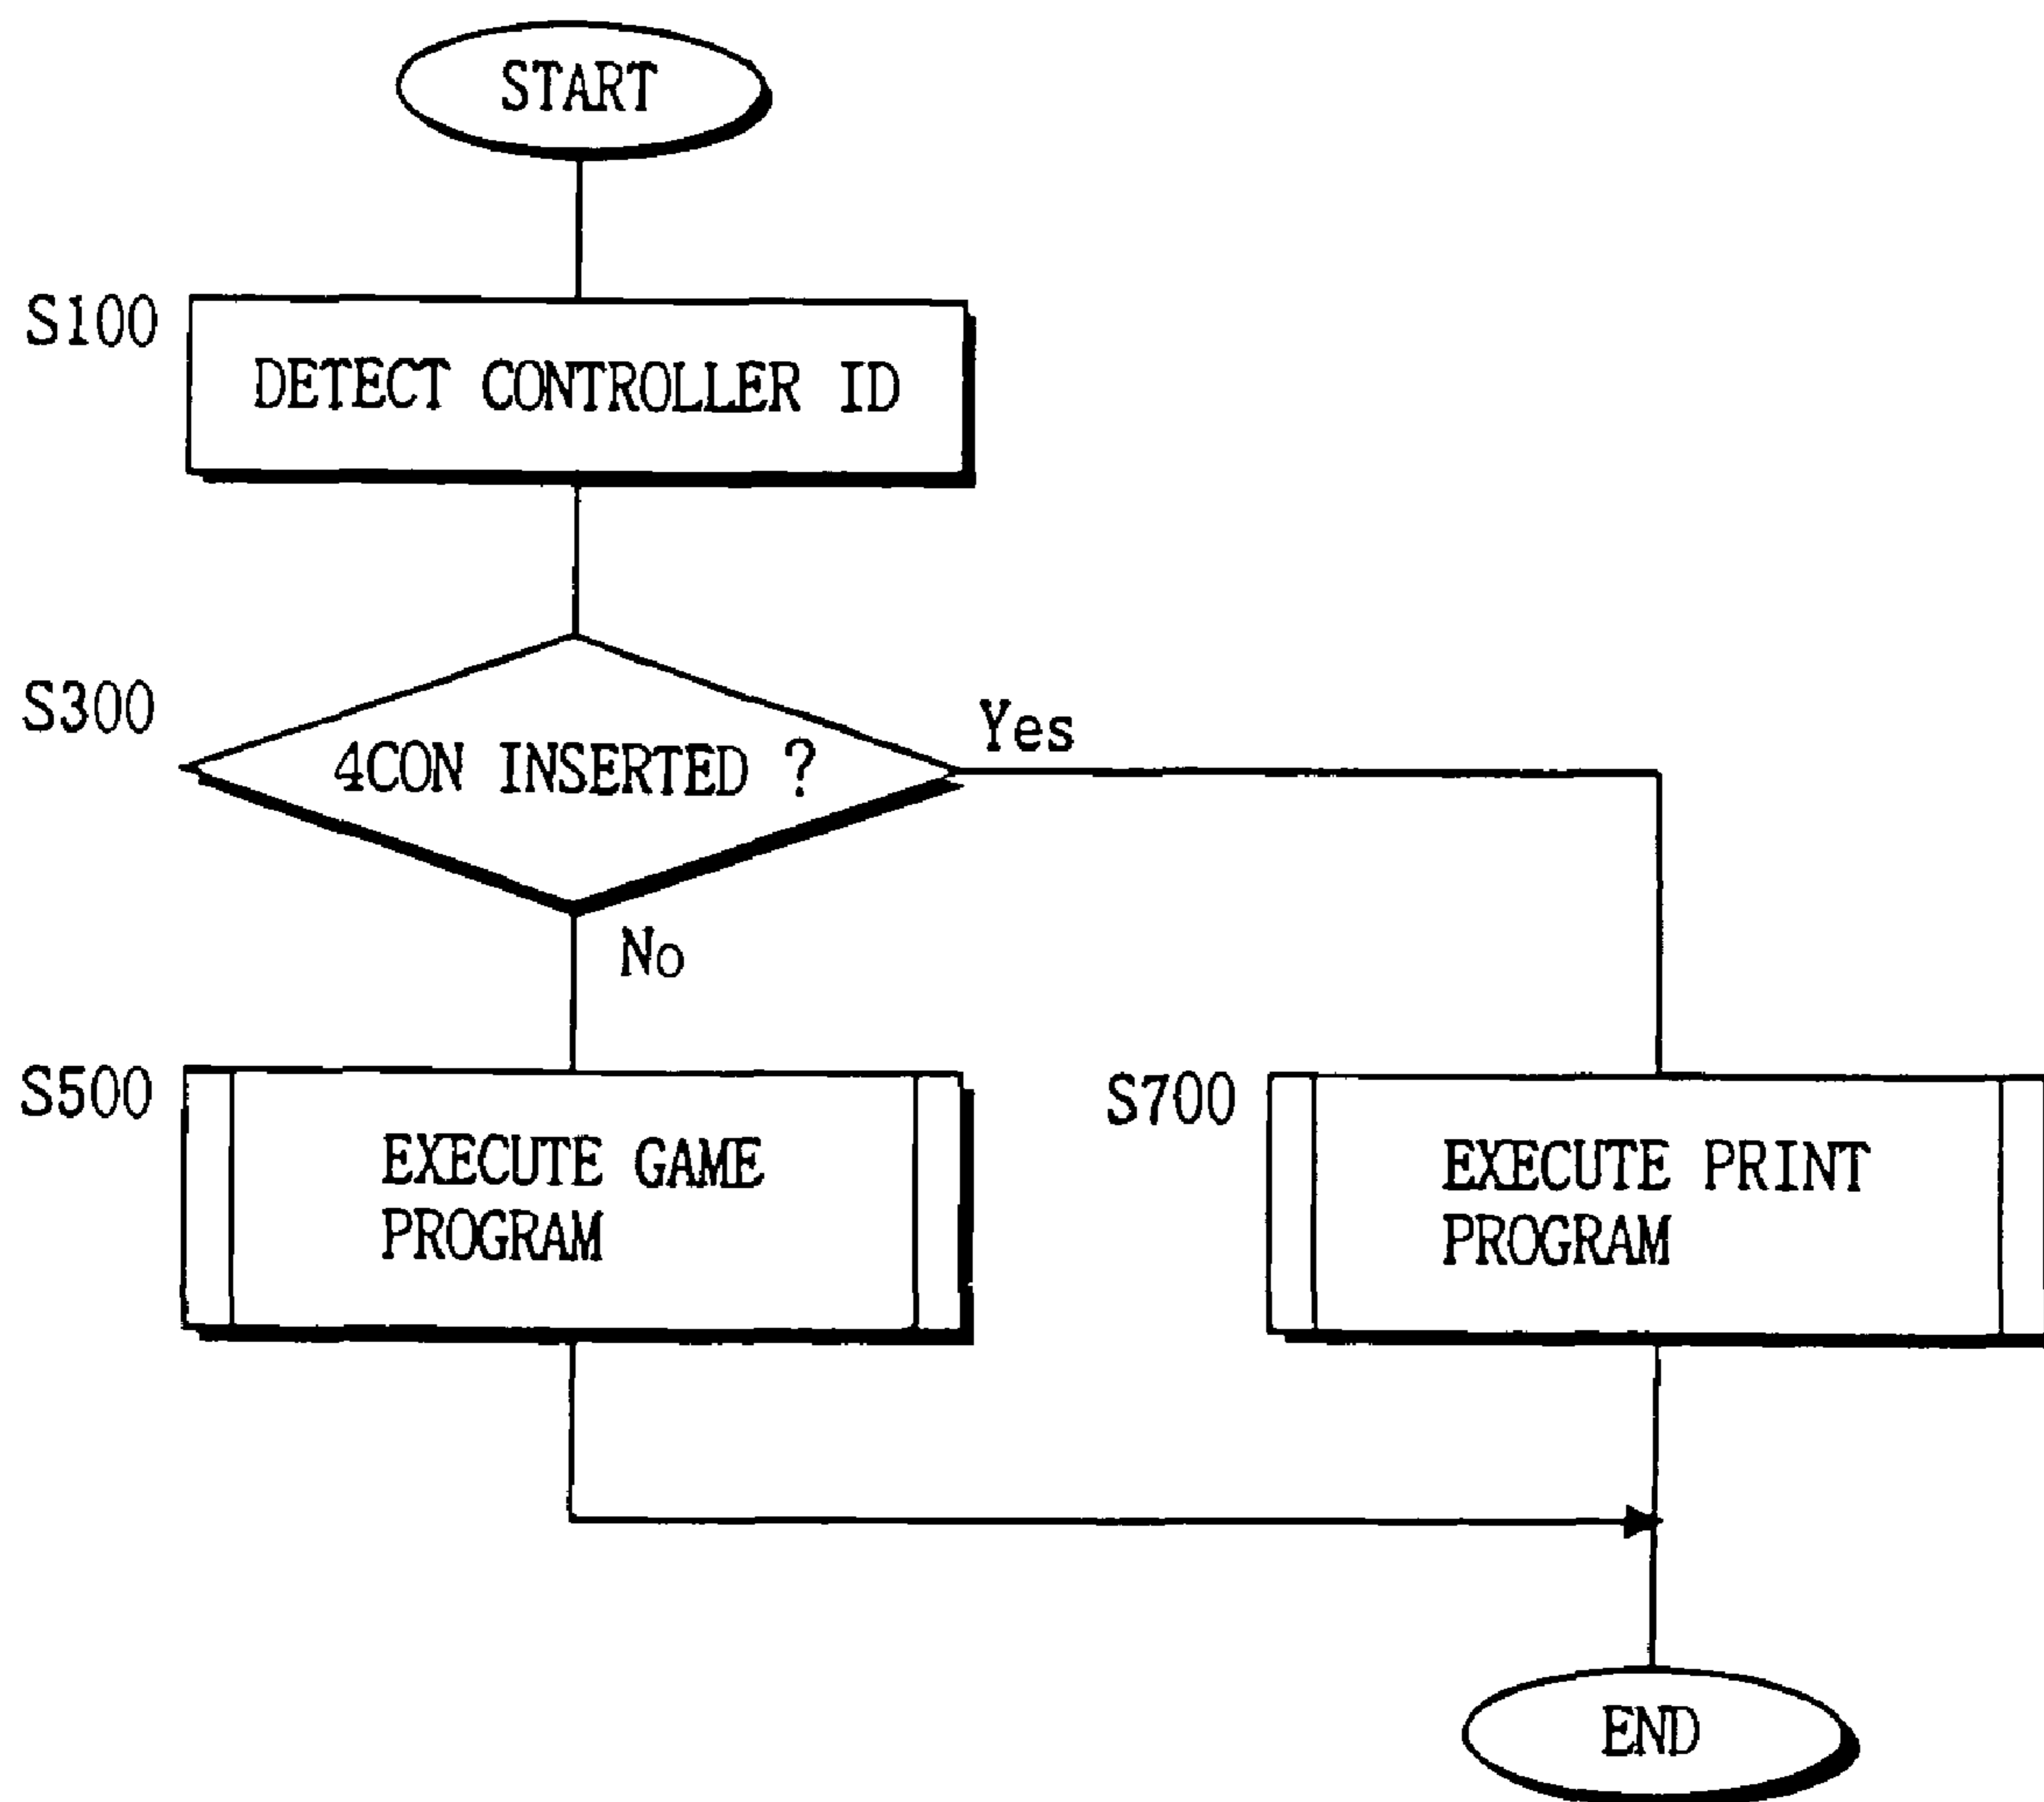 START
S100
DETECT CONTROLLER ID
S300
4CON INSERTED ?
Yes
No
S500
EXECUTE GAME
PROGRAM
S700
EXECUTE PRINT
PROGRAM
END